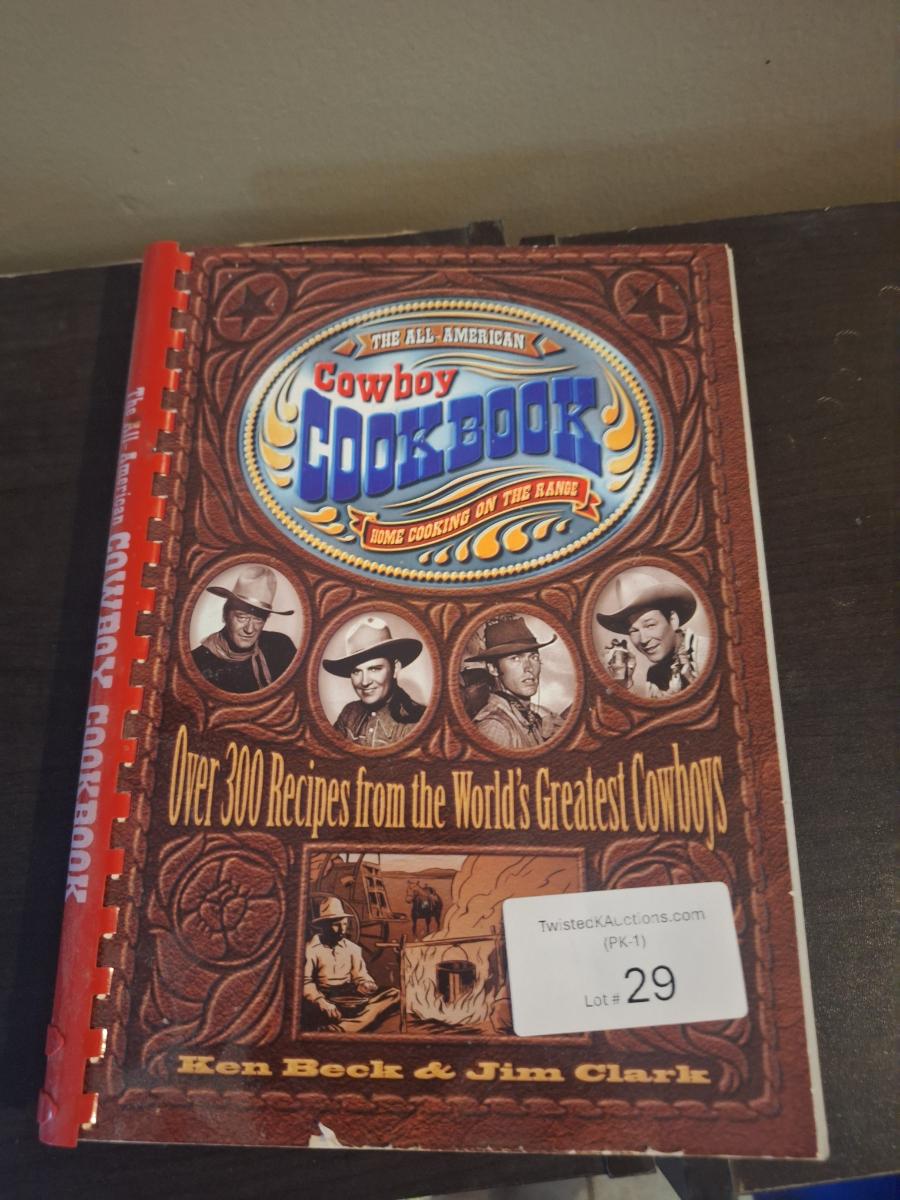 THE ALL-AMERICAN
Cowboy
COOKBOOK
HOME COOKING ON THE RANGE
Over 300 Recipes from the World's Greatest Cowboys
TwistedKAuctions.com
(PK-1)
Lot # 29
Ken Beck & Jim Clark
The All-American COWBOY COOKBOOK